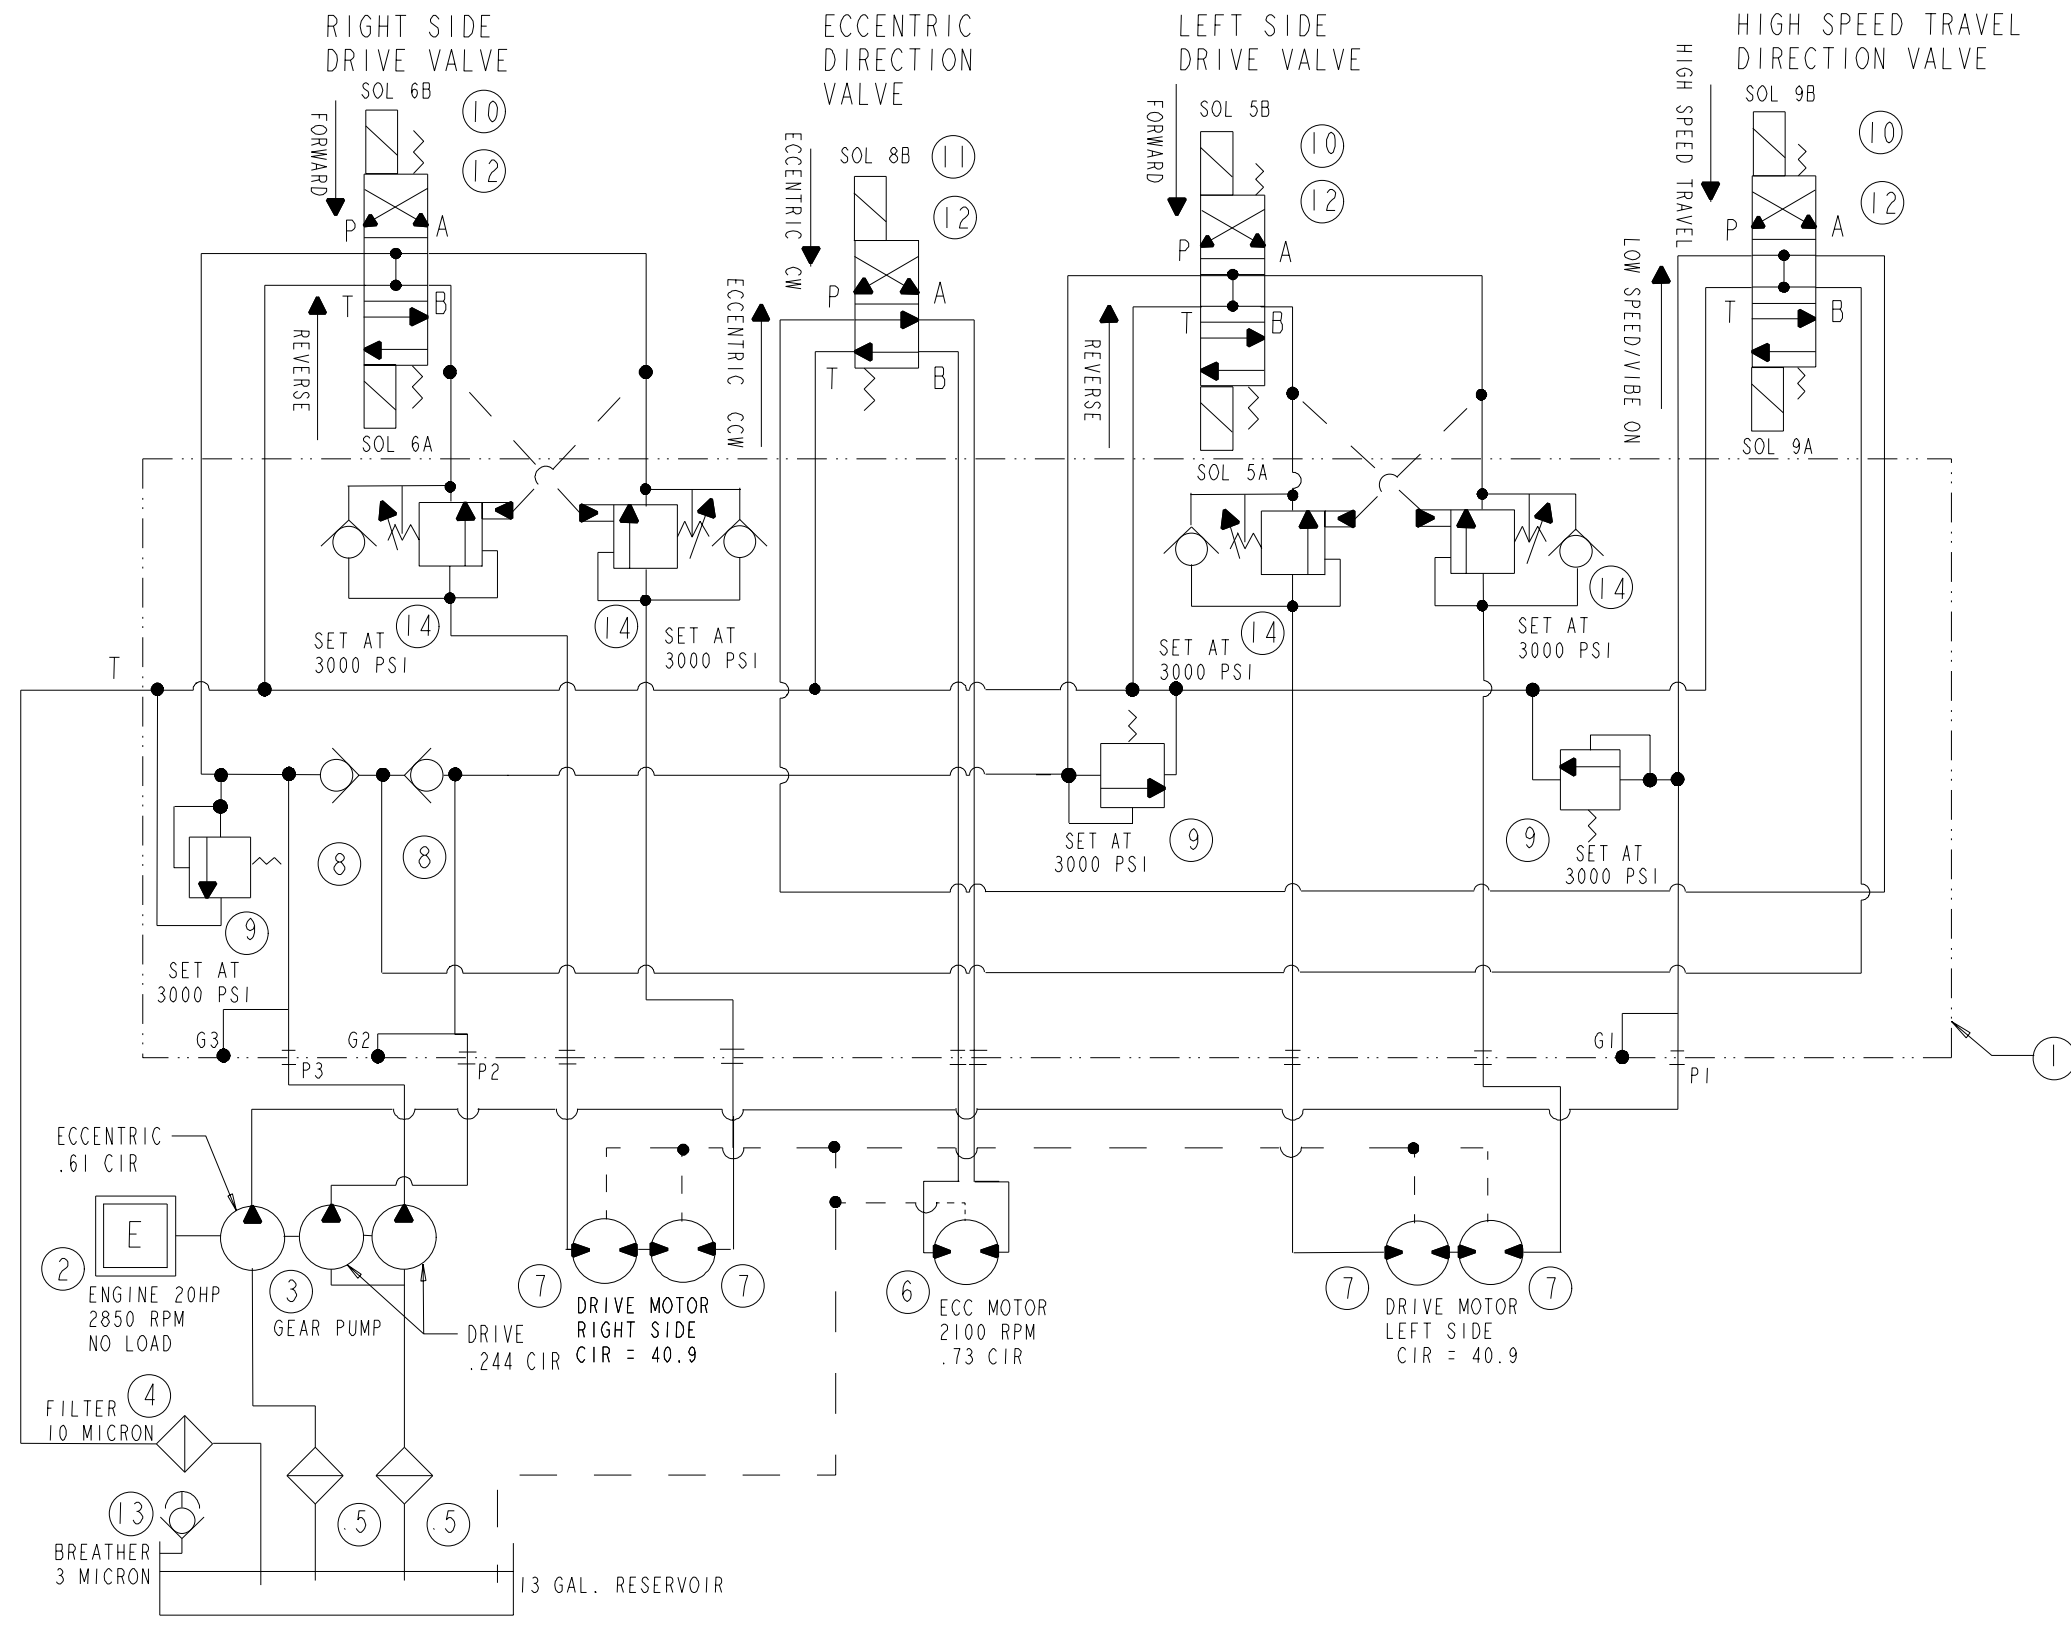 RIGHT SIDE
DRIVE VALVE
SOL 6B
10
12
FORWARD
P
A
T
B
REVERSE
SOL 6A
ECCENTRIC
DIRECTION
VALVE
SOL 8B
11
12
ECCENTRIC CW
P
A
T
B
ECCENTRIC CCW
LEFT SIDE
DRIVE VALVE
SOL 5B
10
12
FORWARD
P
A
T
B
REVERSE
SOL 5A
HIGH SPEED TRAVEL
DIRECTION VALVE
SOL 9B
10
12
HIGH SPEED TRAVEL
P
A
T
B
LOW SPEED/VIBE ON
SOL 9A
14
SET AT
3000 PSI
14
SET AT
3000 PSI
14
SET AT
3000 PSI
14
SET AT
3000 PSI
T
8
8
9
SET AT
3000 PSI
SET AT
3000 PSI
9
9
SET AT
3000 PSI
G3
P3
G2
P2
G1
P1
1
ECCENTRIC
.61 CIR
E
2
ENGINE 20HP
2850 RPM
NO LOAD
3
GEAR PUMP
DRIVE
.244 CIR
7
DRIVE MOTOR
RIGHT SIDE
CIR = 40.9
7
6
ECC MOTOR
2100 RPM
.73 CIR
7
DRIVE MOTOR
LEFT SIDE
CIR = 40.9
7
4
FILTER
10 MICRON
13
BREATHER
3 MICRON
.5
.5
13 GAL. RESERVOIR